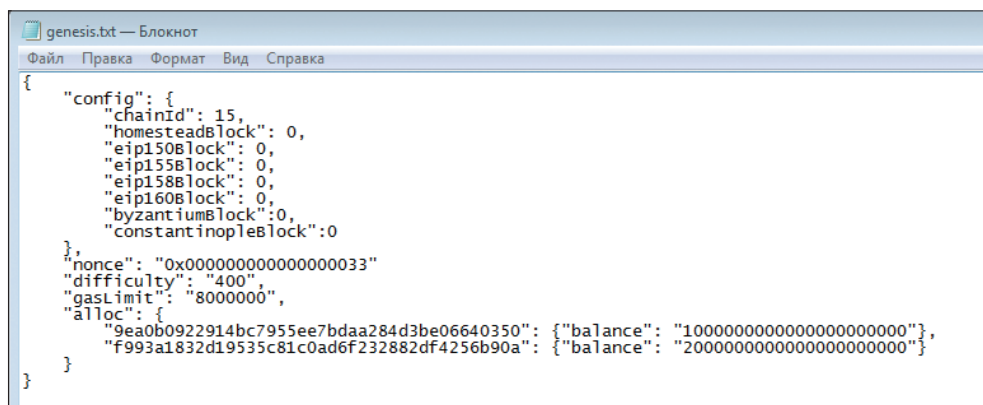 genesis.txt — Блокнот
Файл Правка Формат Вид Справка
{
    "config": {
        "chainId": 15,
        "homesteadBlock": 0,
        "eip150Block": 0,
        "eip155Block": 0,
        "eip158Block": 0,
        "eip160Block": 0,
        "byzantiumBlock":0,
        "constantinopleBlock":0
    },
    "nonce": "0x0000000000000033"
    "difficulty": "400",
    "gasLimit": "8000000",
    "alloc": {
        "9ea0b0922914bc7955ee7bdaa284d3be06640350": {"balance": "1000000000000000000000"},
        "f993a1832d19535c81c0ad6f232882df4256b90a": {"balance": "2000000000000000000000"}
    }
}